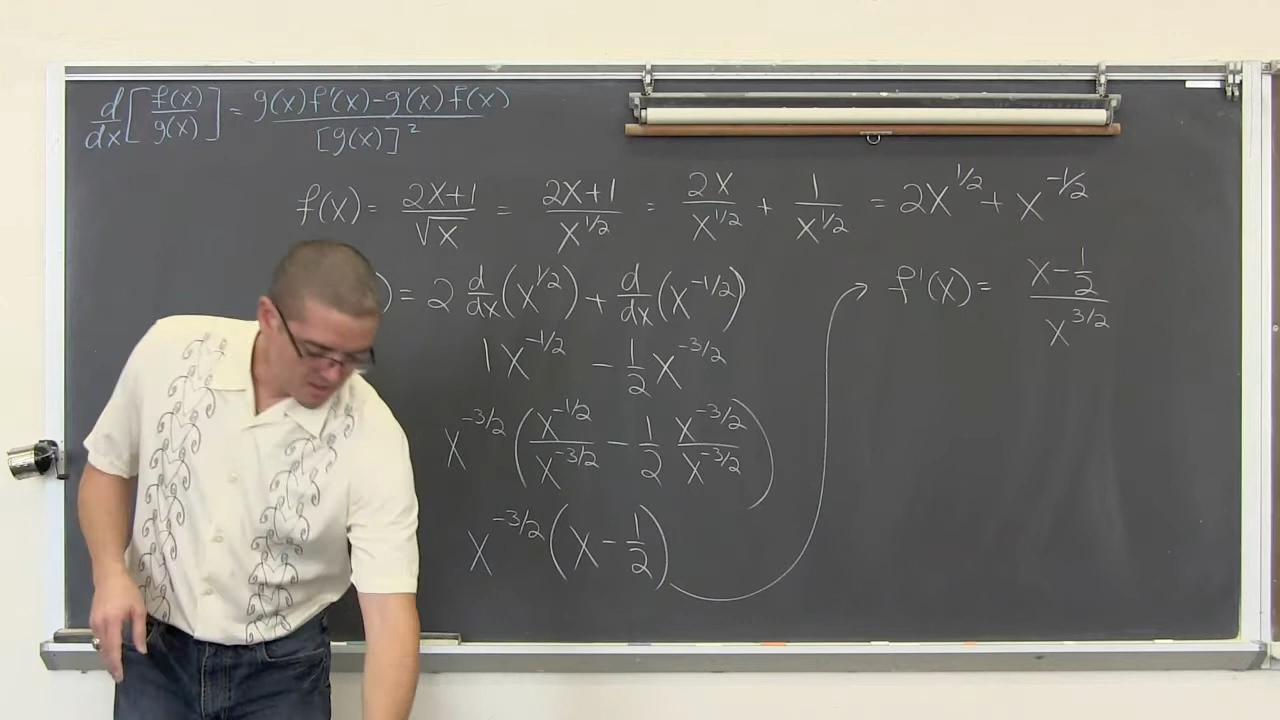 d/dx [f(x)/g(x)] = g(x)f'(x)-g'(x)f(x)/[g(x)]²
f(x) = 2x+1/√x = 2x+1/x^1/2 = 2x/x^1/2 + 1/x^1/2 = 2x^1/2 + x^-1/2
) = 2 d/dx (x^1/2) + d/dx (x^-1/2)
1x^-1/2 - 1/2 x^-3/2
x^-3/2 (x^-1/2/x^-3/2 - 1/2 x^-3/2/x^-3/2)
x^-3/2 (x - 1/2)
f'(x) = x - 1/2/x^3/2